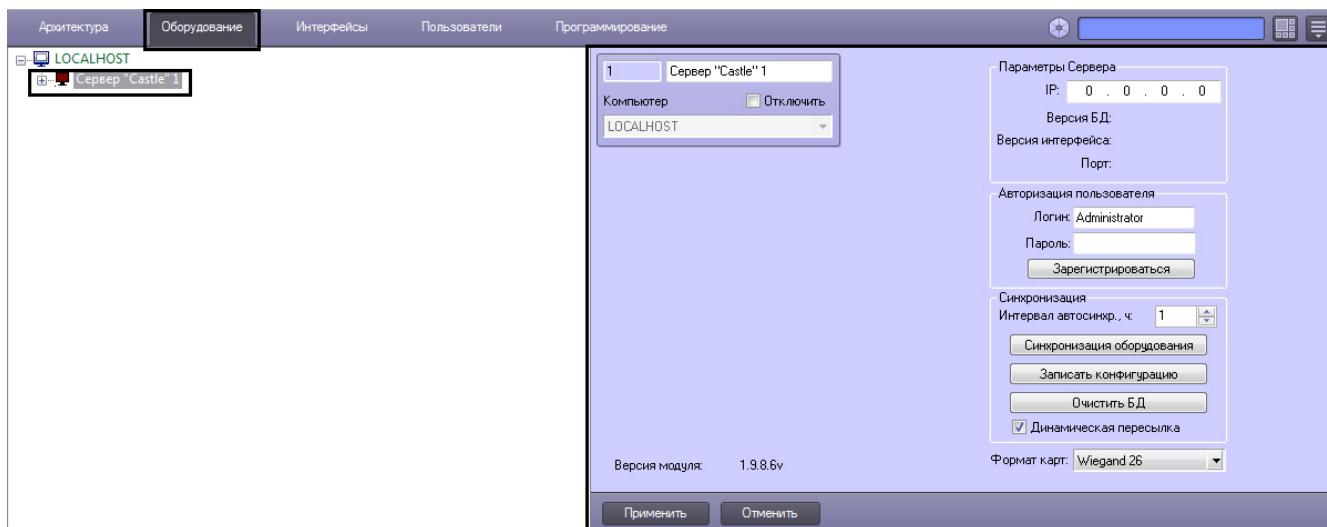 Архитектура Оборудование Интерфейсы Пользователи Программирование
LOCALHOST
Сервер "Castle" 1
1 Сервер "Castle" 1
Компьютер Отключить
LOCALHOST
Параметры Сервера
IP: 0 . 0 . 0 . 0
Версия БД:
Версия интерфейса:
Порт:
Авторизация пользователя
Логин: Administrator
Пароль:
Зарегистрироваться
Синхронизация
Интервал автосинхр., ч: 1
Синхронизация оборудования
Записать конфигурацию
Очистить БД
Динамическая пересылка
Формат карт: Wiegand 26
Версия модуля: 1.9.8.6v
Применить Отменить